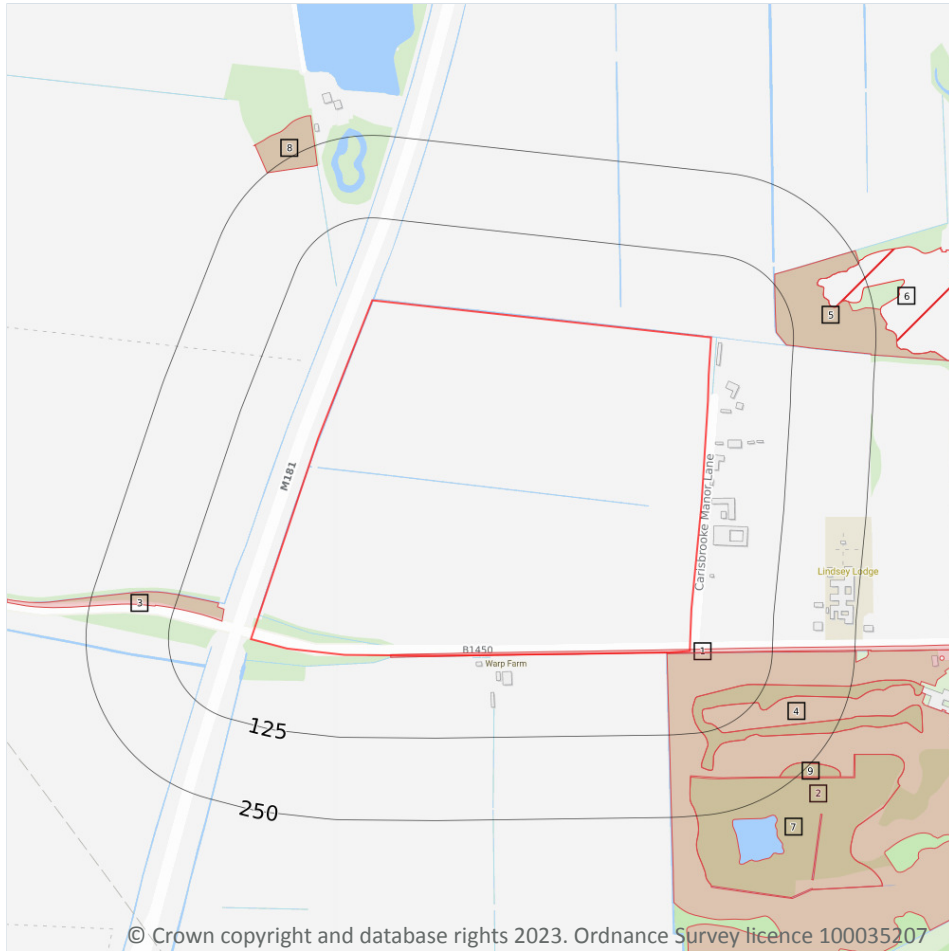 8
6
5
M181
Carisbrooke Manor Lane
Lindsey Lodge
3
B1450
1
Warp Farm
4
125
9
2
250
7
© Crown copyright and database rights 2023. Ordnance Survey licence 100035207